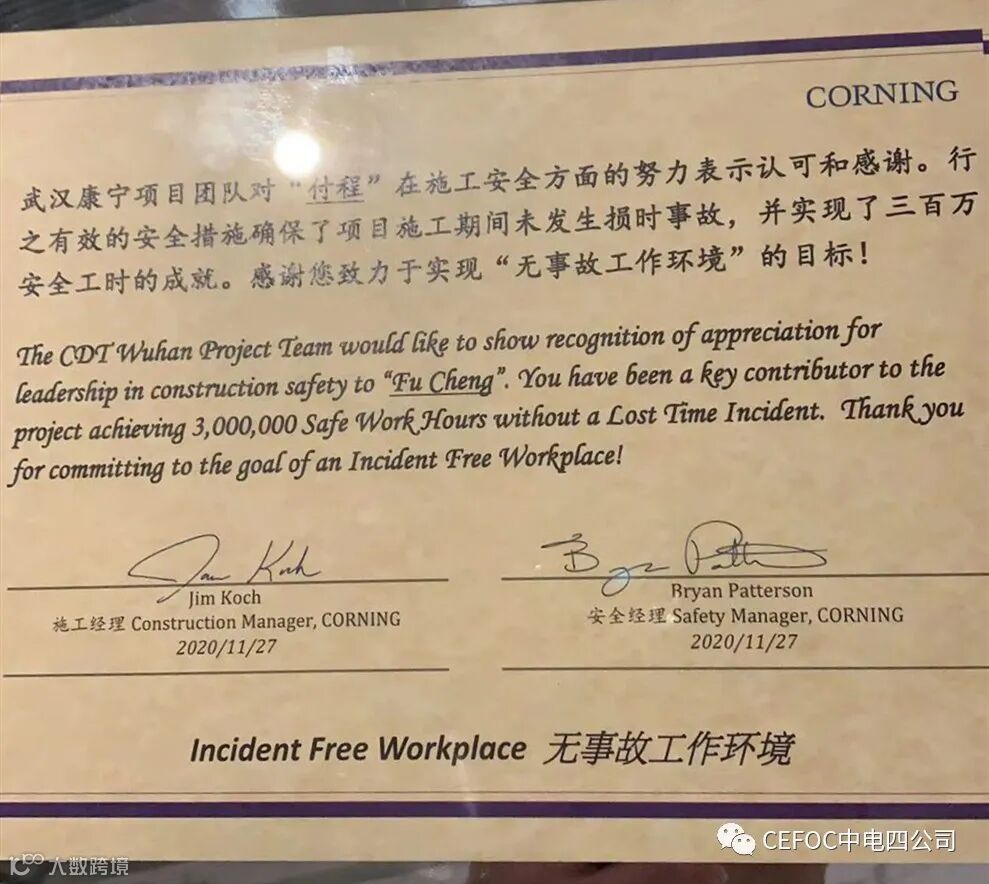 CORNING
武汉康宁项目团队对“付程”在施工安全方面的努力表示认可和感谢。行
之有效的安全措施确保了项目施工期间未发生损时事故，并实现了三百万
安全工时的成就。感谢您致力于实现“无事故工作环境”的目标！
The CDT Wuhan Project Team would like to show recognition of appreciation for
leadership in construction safety to “Fu Cheng”. You have been a key contributor to the
project achieving 3,000,000 Safe Work Hours without a Lost Time Incident. Thank you
for committing to the goal of an Incident Free Workplace!
Jim Koch
Jim Koch
施工经理 Construction Manager, CORNING
2020/11/27
Bryan Patterson
安全经理 Safety Manager, CORNING
2020/11/27
Incident Free Workplace 无事故工作环境
CEFOC中电四公司
大数跨境